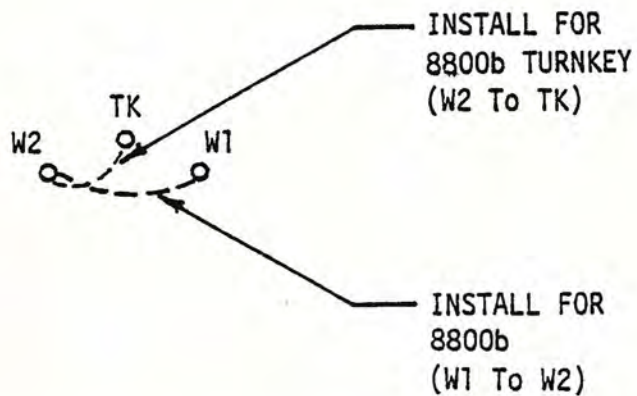 INSTALL FOR
8800b TURNKEY
(W2 To TK)
TK
W2
W1
INSTALL FOR
8800b
(W1 To W2)